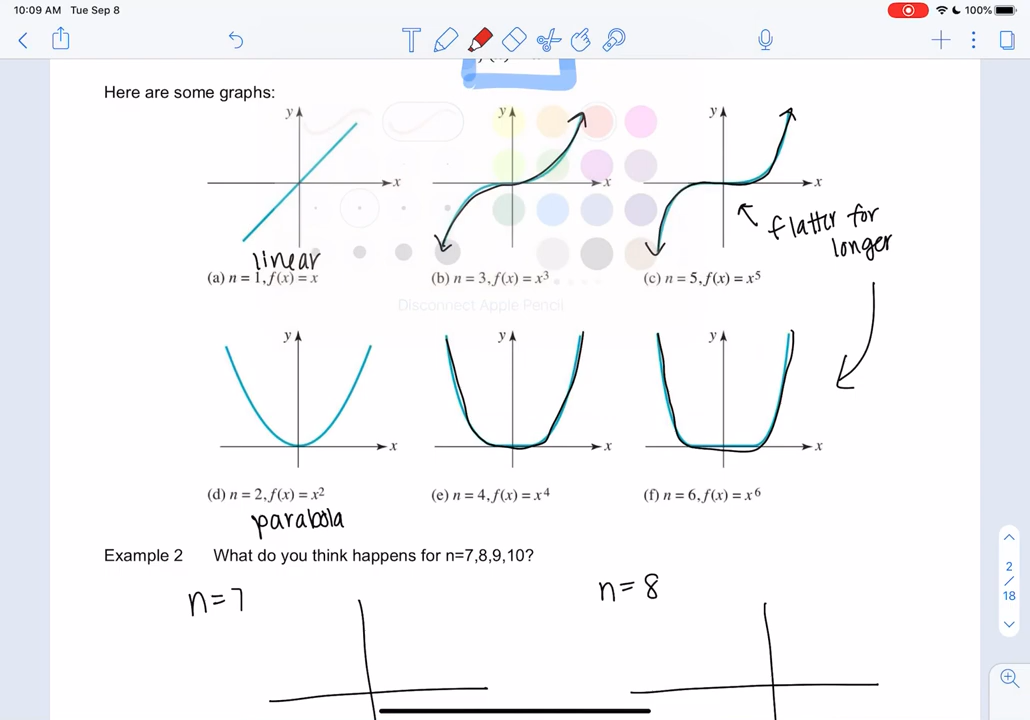 10:09 AM Tue Sep 8
100%
Here are some graphs:
y
x
y
x
y
x
flatter for
longer
linear
(a) n = 1, f(x) = x
(b) n = 3, f(x) = x³
(c) n = 5, f(x) = x⁵
Disconnect Apple Pencil
y
x
y
x
y
x
(d) n = 2, f(x) = x²
(e) n = 4, f(x) = x⁴
(f) n = 6, f(x) = x⁶
parabola
Example 2 What do you think happens for n=7,8,9,10?
n=7
n=8
2
/
18